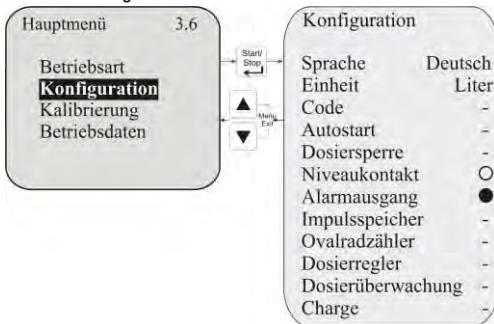 Hauptmenü 3.6
Betriebsart
Konfiguration
Kalibrierung
Betriebsdaten
Start/
Stop
Menü
Exit
Konfiguration
Sprache Deutsch
Einheit Liter
Code -
Autostart -
Dosiersperre -
Niveaukontakt
Alarmausgang
Impulsspeicher -
Ovalradzähler -
Dosierregler -
Dosierüberwachung -
Charge -